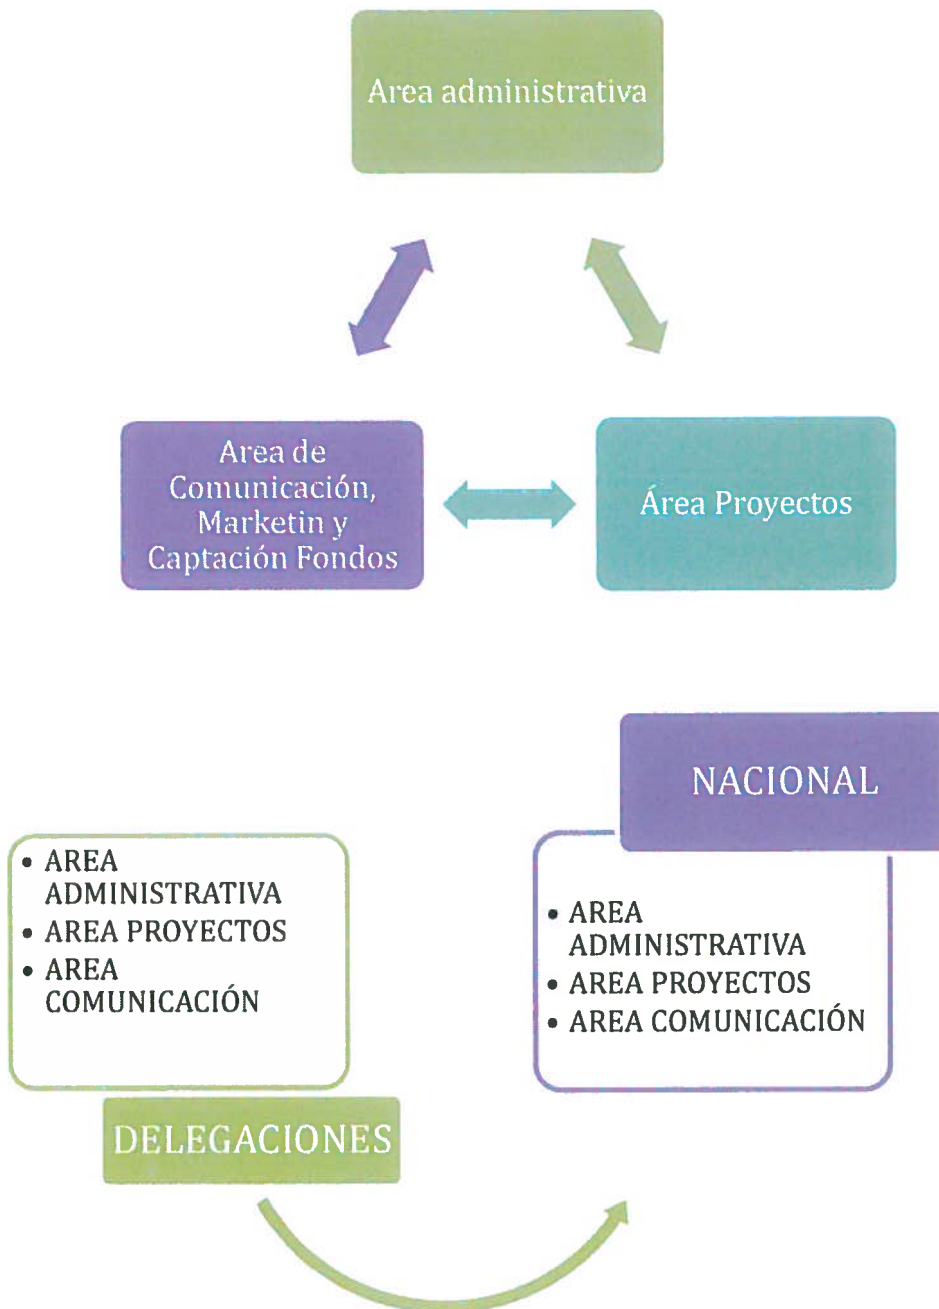 Area administrativa
Area de
Comunicación,
Marketin y
Captación Fondos
Área Proyectos
NACIONAL
• AREA
ADMINISTRATIVA
• AREA PROYECTOS
• AREA
COMUNICACIÓN
• AREA
ADMINISTRATIVA
• AREA PROYECTOS
• AREA COMUNICACIÓN
DELEGACIONES